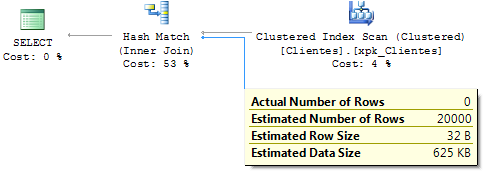 SELECT
Cost: 0 %
Hash Match
(Inner Join)
Cost: 53 %
Clustered Index Scan (Clustered)
[Clientes].[xpk_Clientes]
Cost: 4 %
Actual Number of Rows 0
Estimated Number of Rows 20000
Estimated Row Size 32 B
Estimated Data Size 625 KB